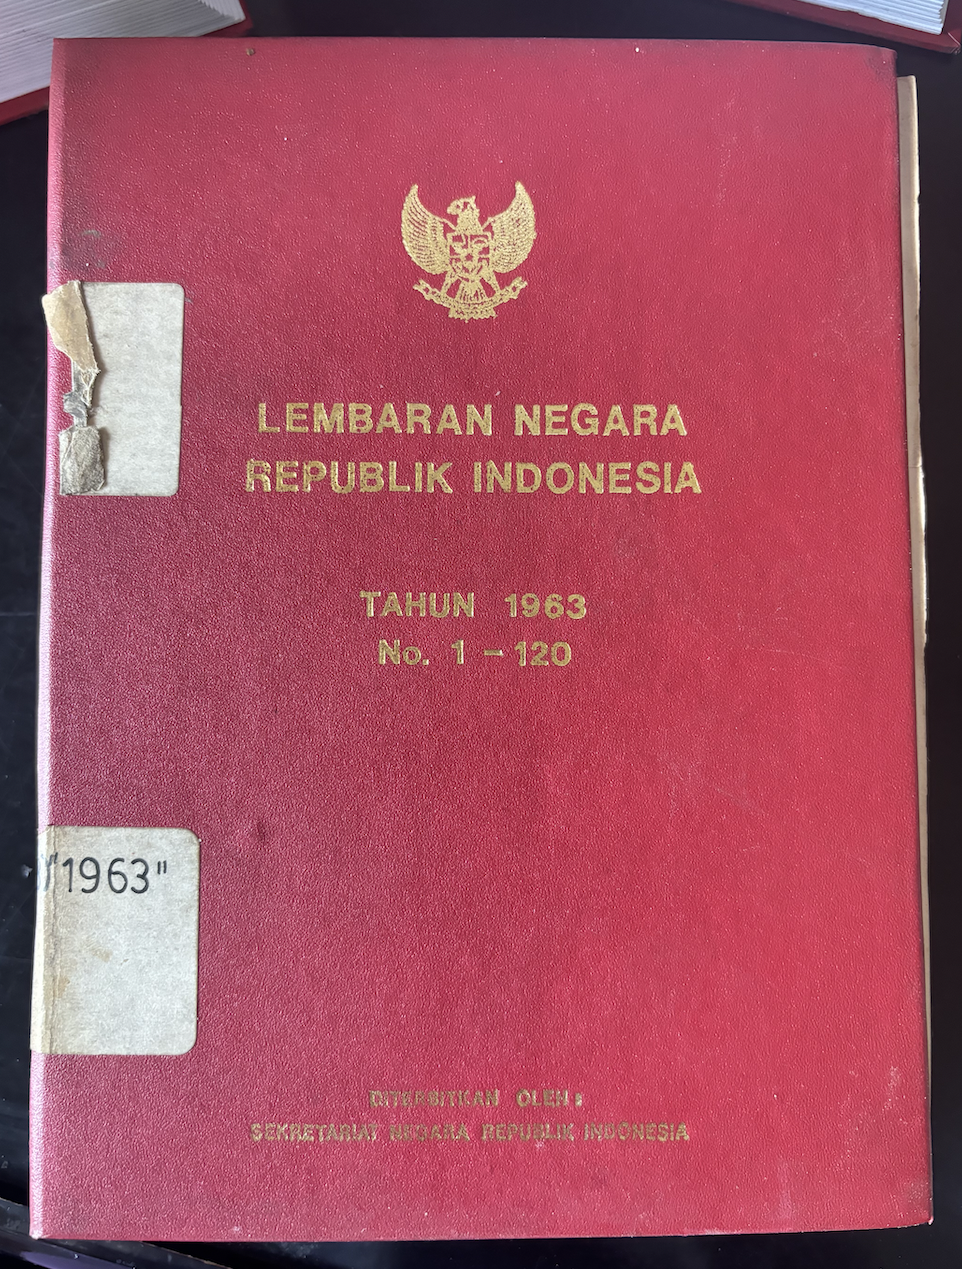 LEMBARAN NEGARA
REPUBLIK INDONESIA
TAHUN 1963
No. 1 – 120
"1963"
DITERBITKAN OLEH :
SEKRETARIAT NEGARA REPUBLIK INDONESIA